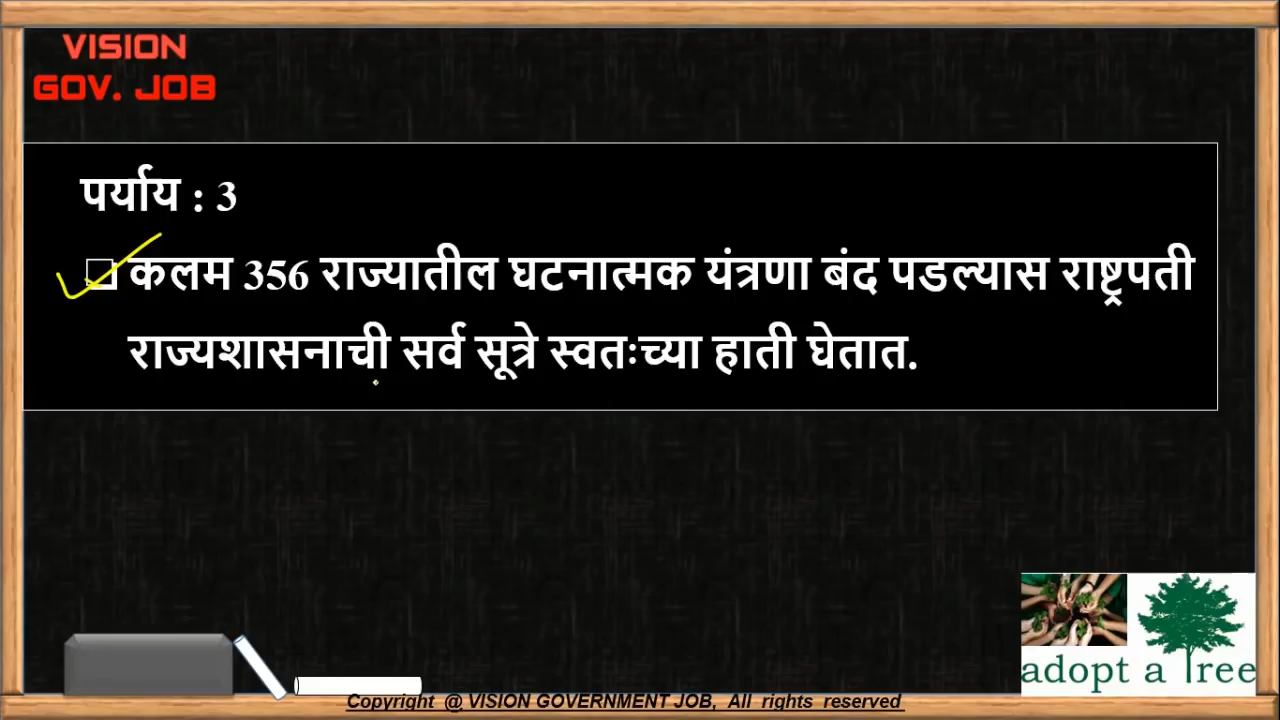 VISION
GOV. JOB
पर्याय : 3
कलम 356 राज्यातील घटनात्मक यंत्रणा बंद पडल्यास राष्ट्रपती
राज्यशासनाची सर्व सूत्रे स्वतःच्या हाती घेतात.
adopt a Tree
Copyright @ VISION GOVERNMENT JOB, All rights reserved